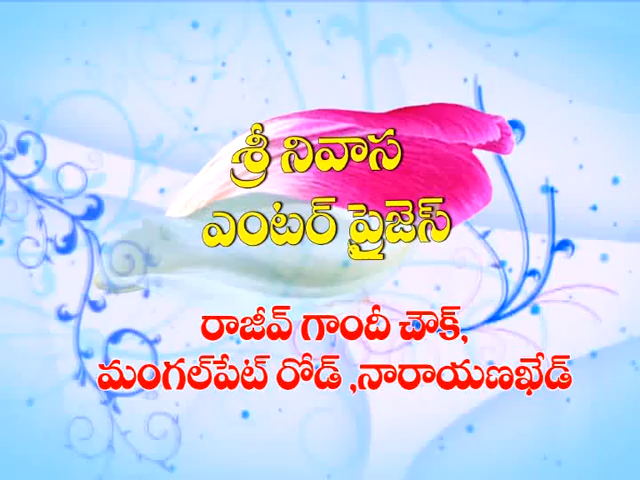 శ్రీ నివాస
ఎంటర్ ప్రైజెస్
రాజీవ్ గాందీ చౌక్,
మంగల్‌పేట్ రోడ్ ,నారాయణఖేడ్